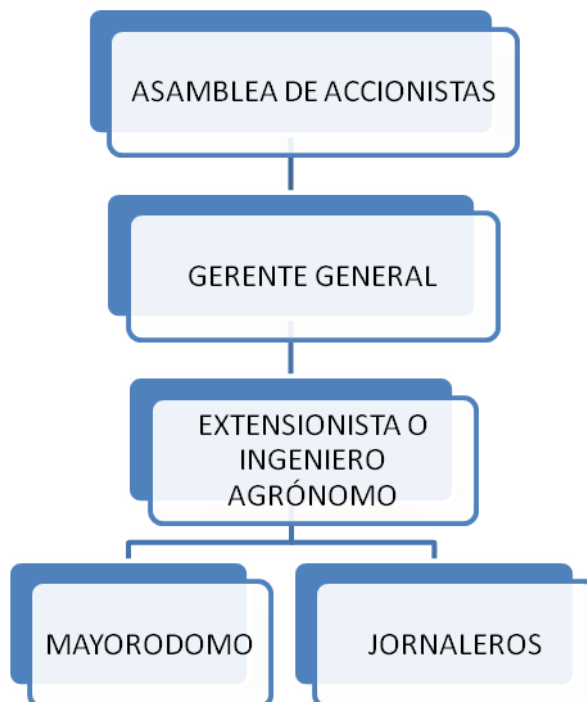 ASAMBLEA DE ACCIONISTAS
GERENTE GENERAL
EXTENSIONISTA O
INGENIERO
AGRÓNOMO
MAYORODOMO
JORNALEROS